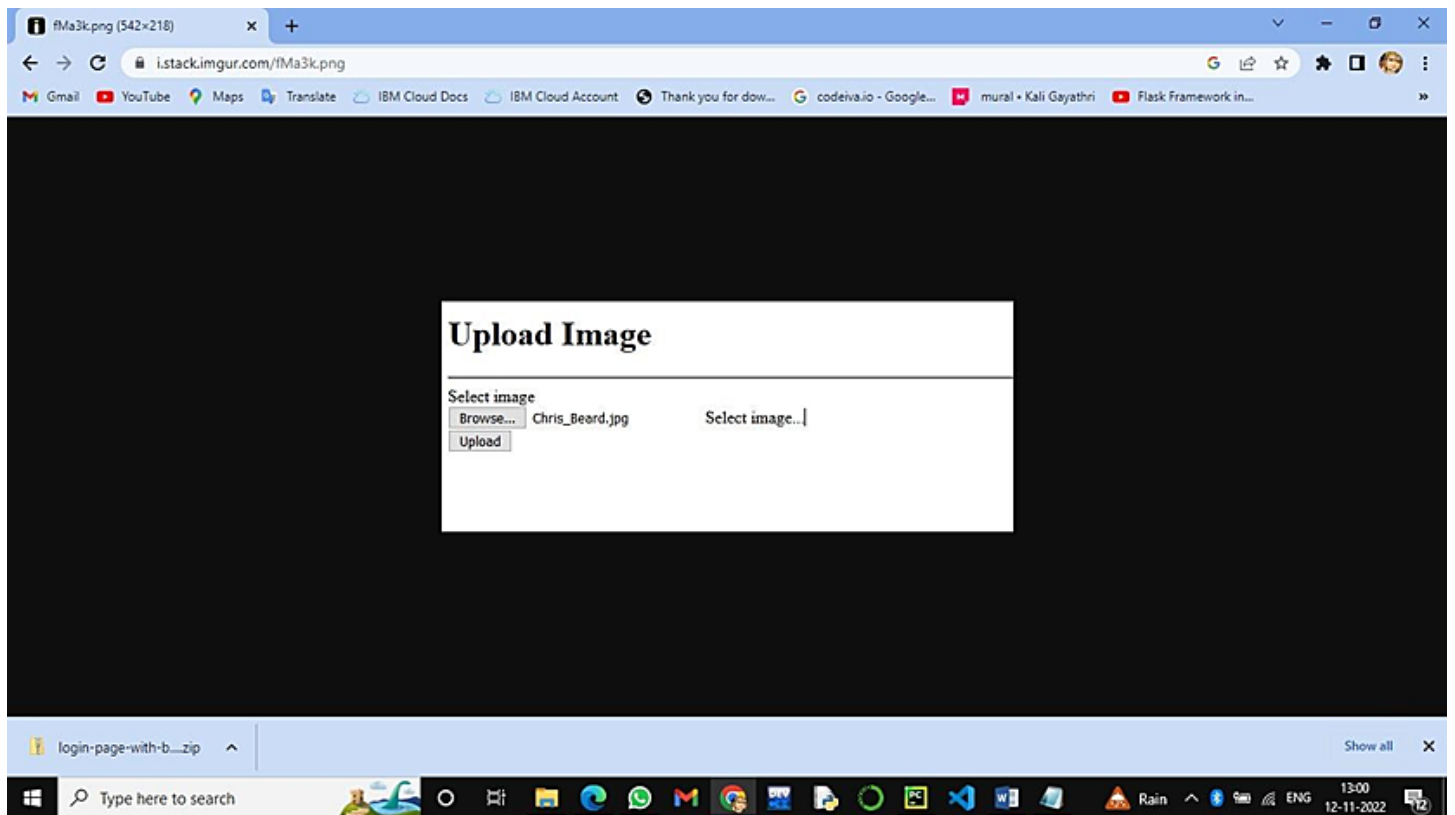 fMa3k.png (542×218)
i.stack.imgur.com/fMa3k.png
Gmail YouTube Maps Translate IBM Cloud Docs IBM Cloud Account Thank you for dow... codeiva.io - Google... mural • Kali Gayathri Flask Framework in...
Upload Image
Select image
Browse... Chris_Beard.jpg Select image...
Upload
login-page-with-b....zip Show all
Type here to search Rain ENG 13:00
12-11-2022